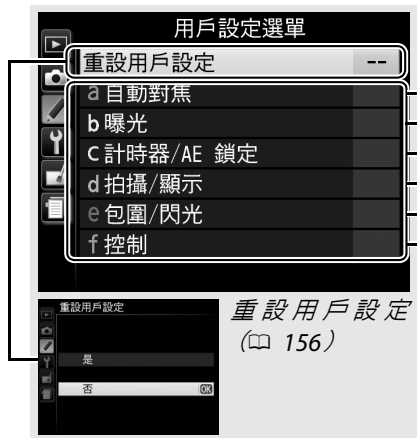 用戶設定選單
重設用戶設定 --
a 自動對焦
b 曝光
c 計時器/AE 鎖定
d 拍攝/顯示
e 包圍/閃光
f 控制
重設用戶設定
是
否 OK
重設用戶設定
(📖 156)